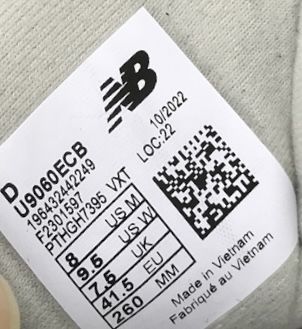 NB
10/2022
LOC:22
D
U9060ECB
196432442249
F2301597
PTHGH7395 VXT
8 US M
9.5 US W
7.5 UK
41.5 EU
260 MM
Made in Vietnam
Fabriqué au Vietnam